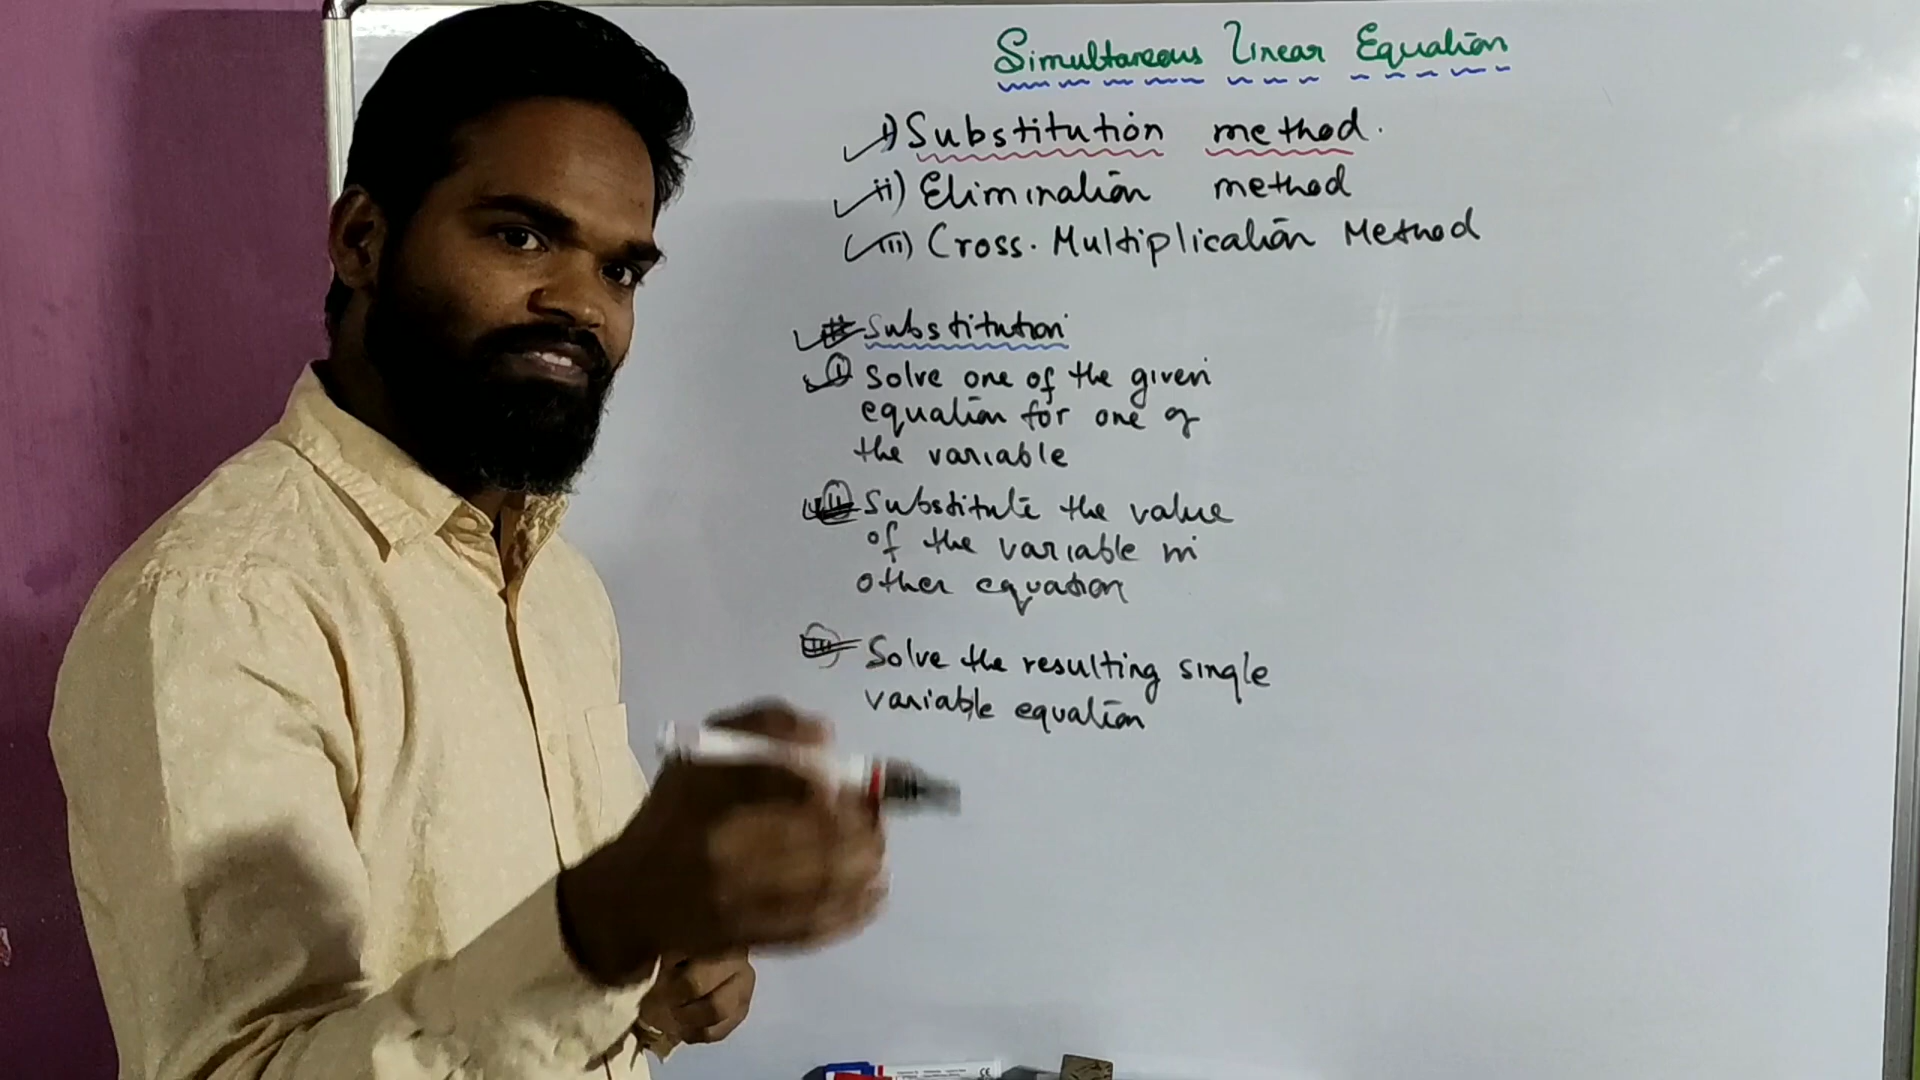 Simultaneous Linear Equation
i) Substitution method.
ii) Elimination method
iii) Cross. Multiplication Method
# Substitution
(i) Solve one of the given
equation for one of
the variable
(ii) Substitute the value
of the variable in
other equation
(iii) Solve the resulting single
variable equation